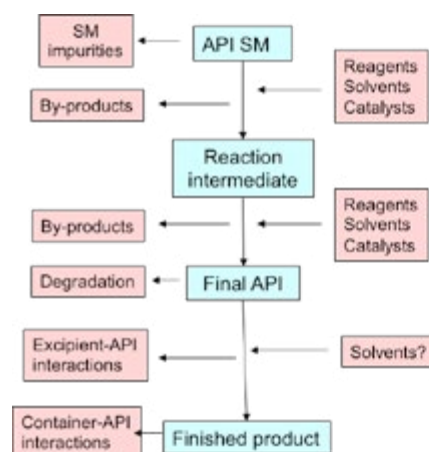 SM
impurities
API SM
Reagents
Solvents
Catalysts
By-products
Reaction
intermediate
By-products
Reagents
Solvents
Catalysts
Degradation
Final API
Excipient-API
interactions
Solvents?
Container-API
interactions
Finished product